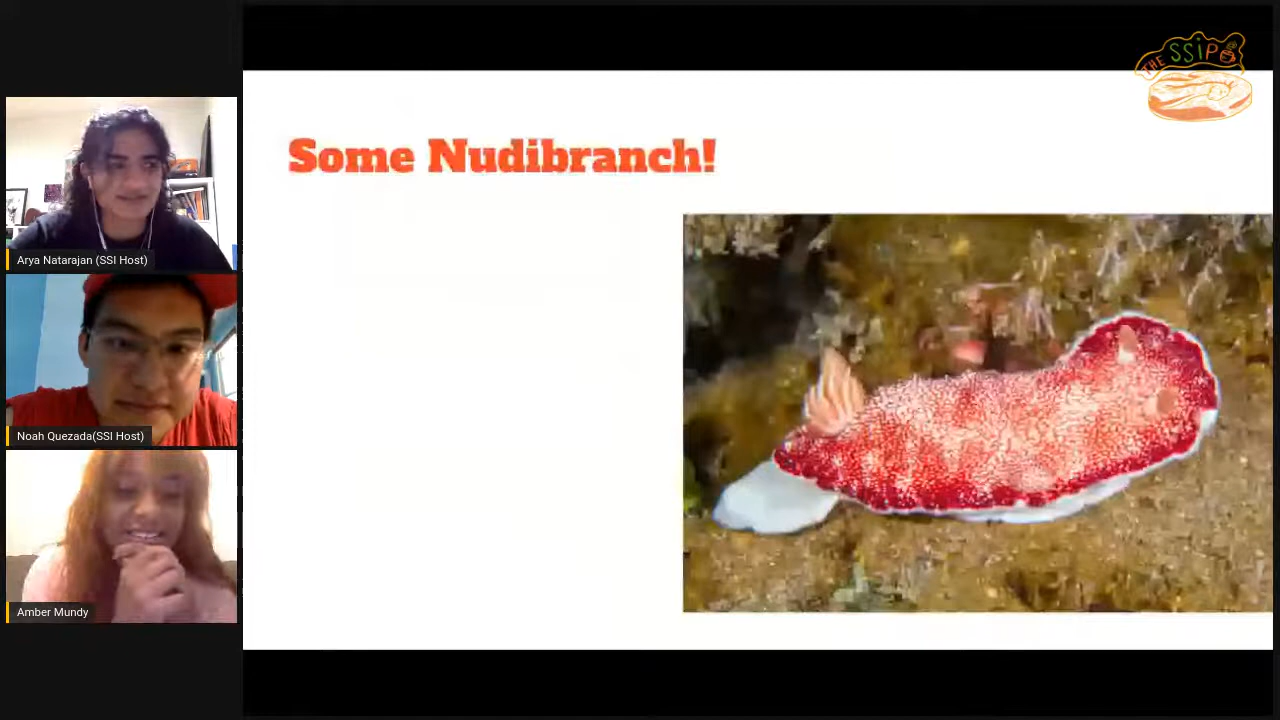 THE SSiP
Some Nudibranch!
Arya Natarajan (SSI Host)
Noah Quezada(SSI Host)
Amber Mundy